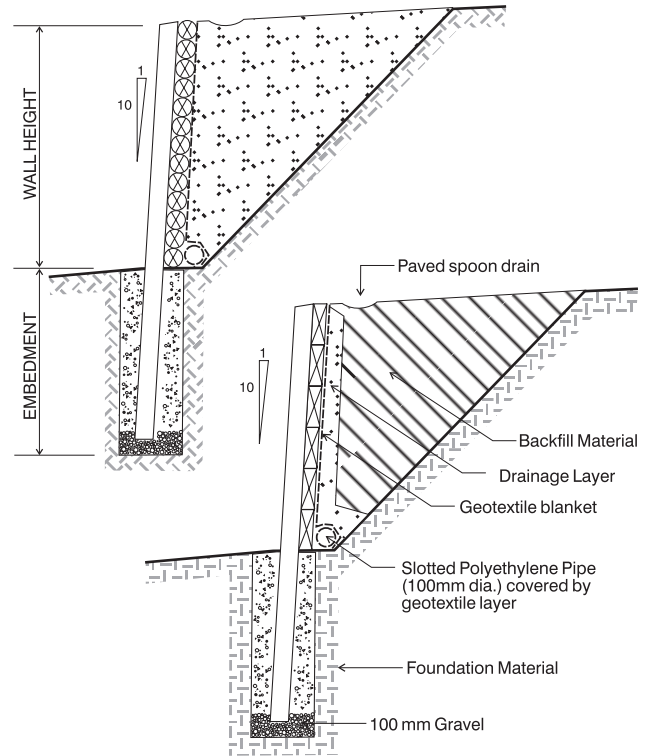 1
10
WALL HEIGHT
EMBEDMENT
Paved spoon drain
1
10
Backfill Material
Drainage Layer
Geotextile blanket
Slotted Polyethylene Pipe
(100mm dia.) covered by
geotextile layer
Foundation Material
100 mm Gravel